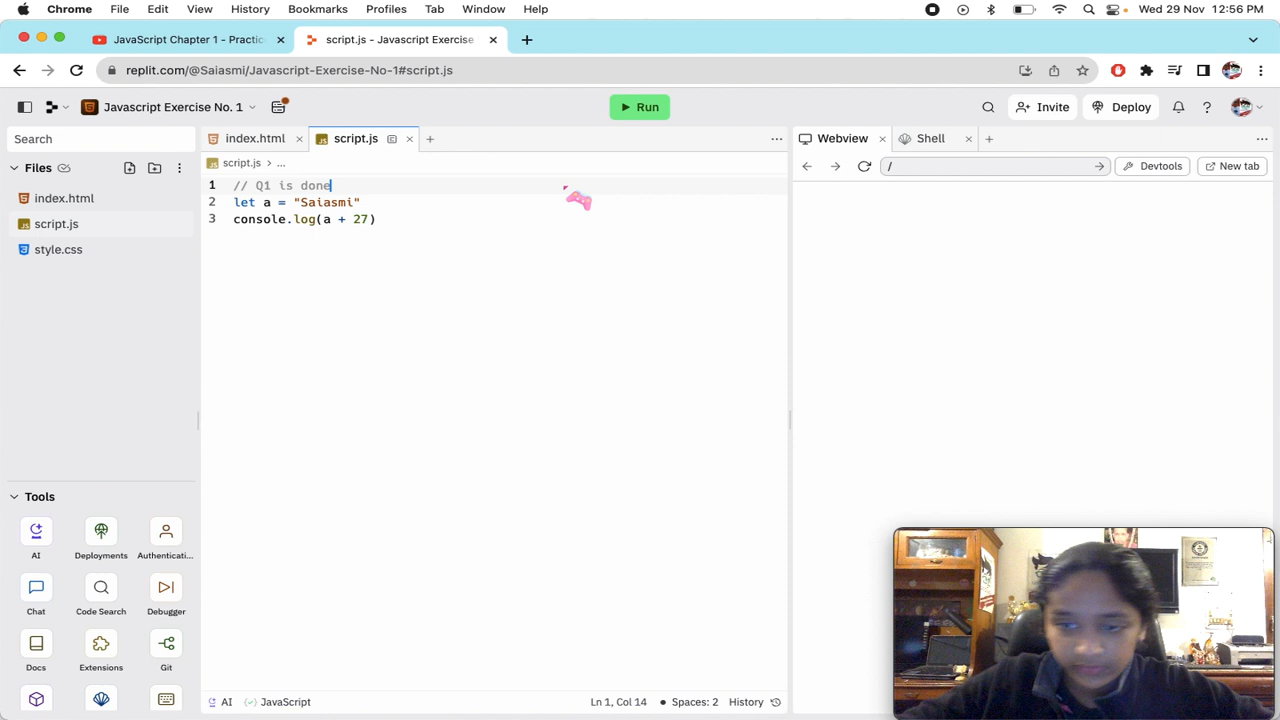 Chrome File Edit View History Bookmarks Profiles Tab Window Help Wed 29 Nov 12:56 PM
JavaScript Chapter 1 - Practic script.js - Javascript Exercise
replit.com/@Saiasmi/Javascript-Exercise-No-1#script.js
Javascript Exercise No. 1 Run Invite Deploy
Search index.html script.js Webview Shell
Files script.js > ... / Devtools New tab
index.html
script.js
style.css
1 // Q1 is done
2 let a = "Saiasmi"
3 console.log(a + 27)
Tools
AI Deployments Authenticati...
Chat Code Search Debugger
Docs Extensions Git
AI JavaScript Ln 1, Col 14 Spaces: 2 History